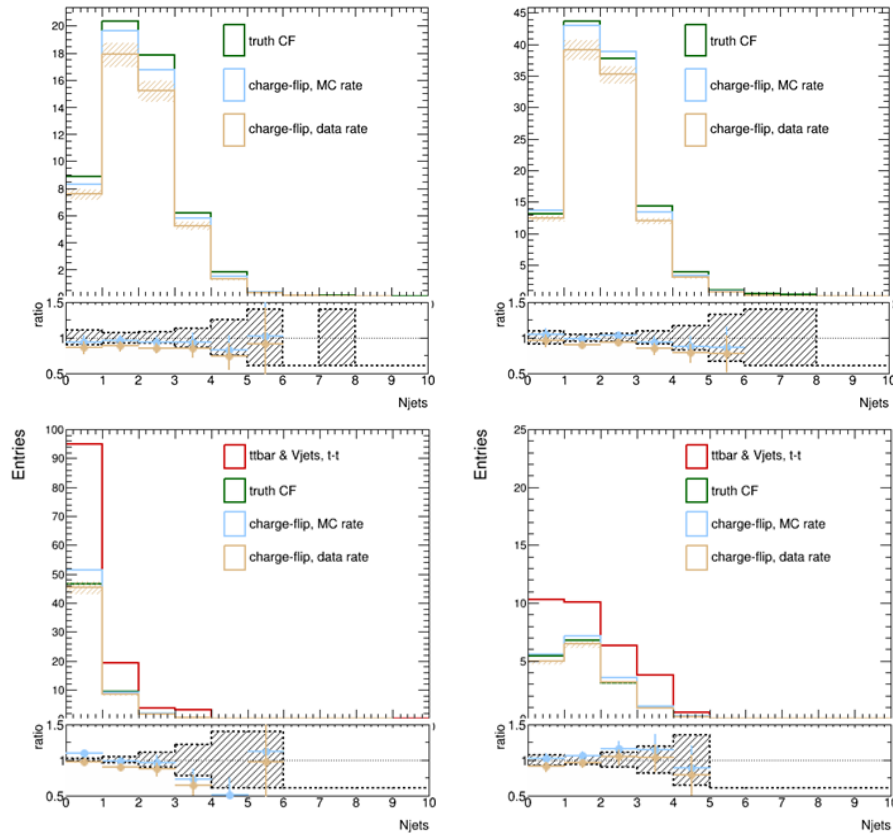 20
18
16
14
12
10
8
6
4
2
truth CF
charge-flip, MC rate
charge-flip, data rate
ratio
1.5
1
0.5
0 1 2 3 4 5 6 7 8 9 10
Njets
45
40
35
30
25
20
15
10
5
truth CF
charge-flip, MC rate
charge-flip, data rate
ratio
1.5
1
0.5
0 1 2 3 4 5 6 7 8 9 10
Njets
Entries
100
90
80
70
60
50
40
30
20
10
ttbar & Vjets, t-t
truth CF
charge-flip, MC rate
charge-flip, data rate
ratio
1.5
1
0.5
0 1 2 3 4 5 6 7 8 9 10
Njets
Entries
25
20
15
10
5
ttbar & Vjets, t-t
truth CF
charge-flip, MC rate
charge-flip, data rate
ratio
1.5
1
0.5
0 1 2 3 4 5 6 7 8 9 10
Njets